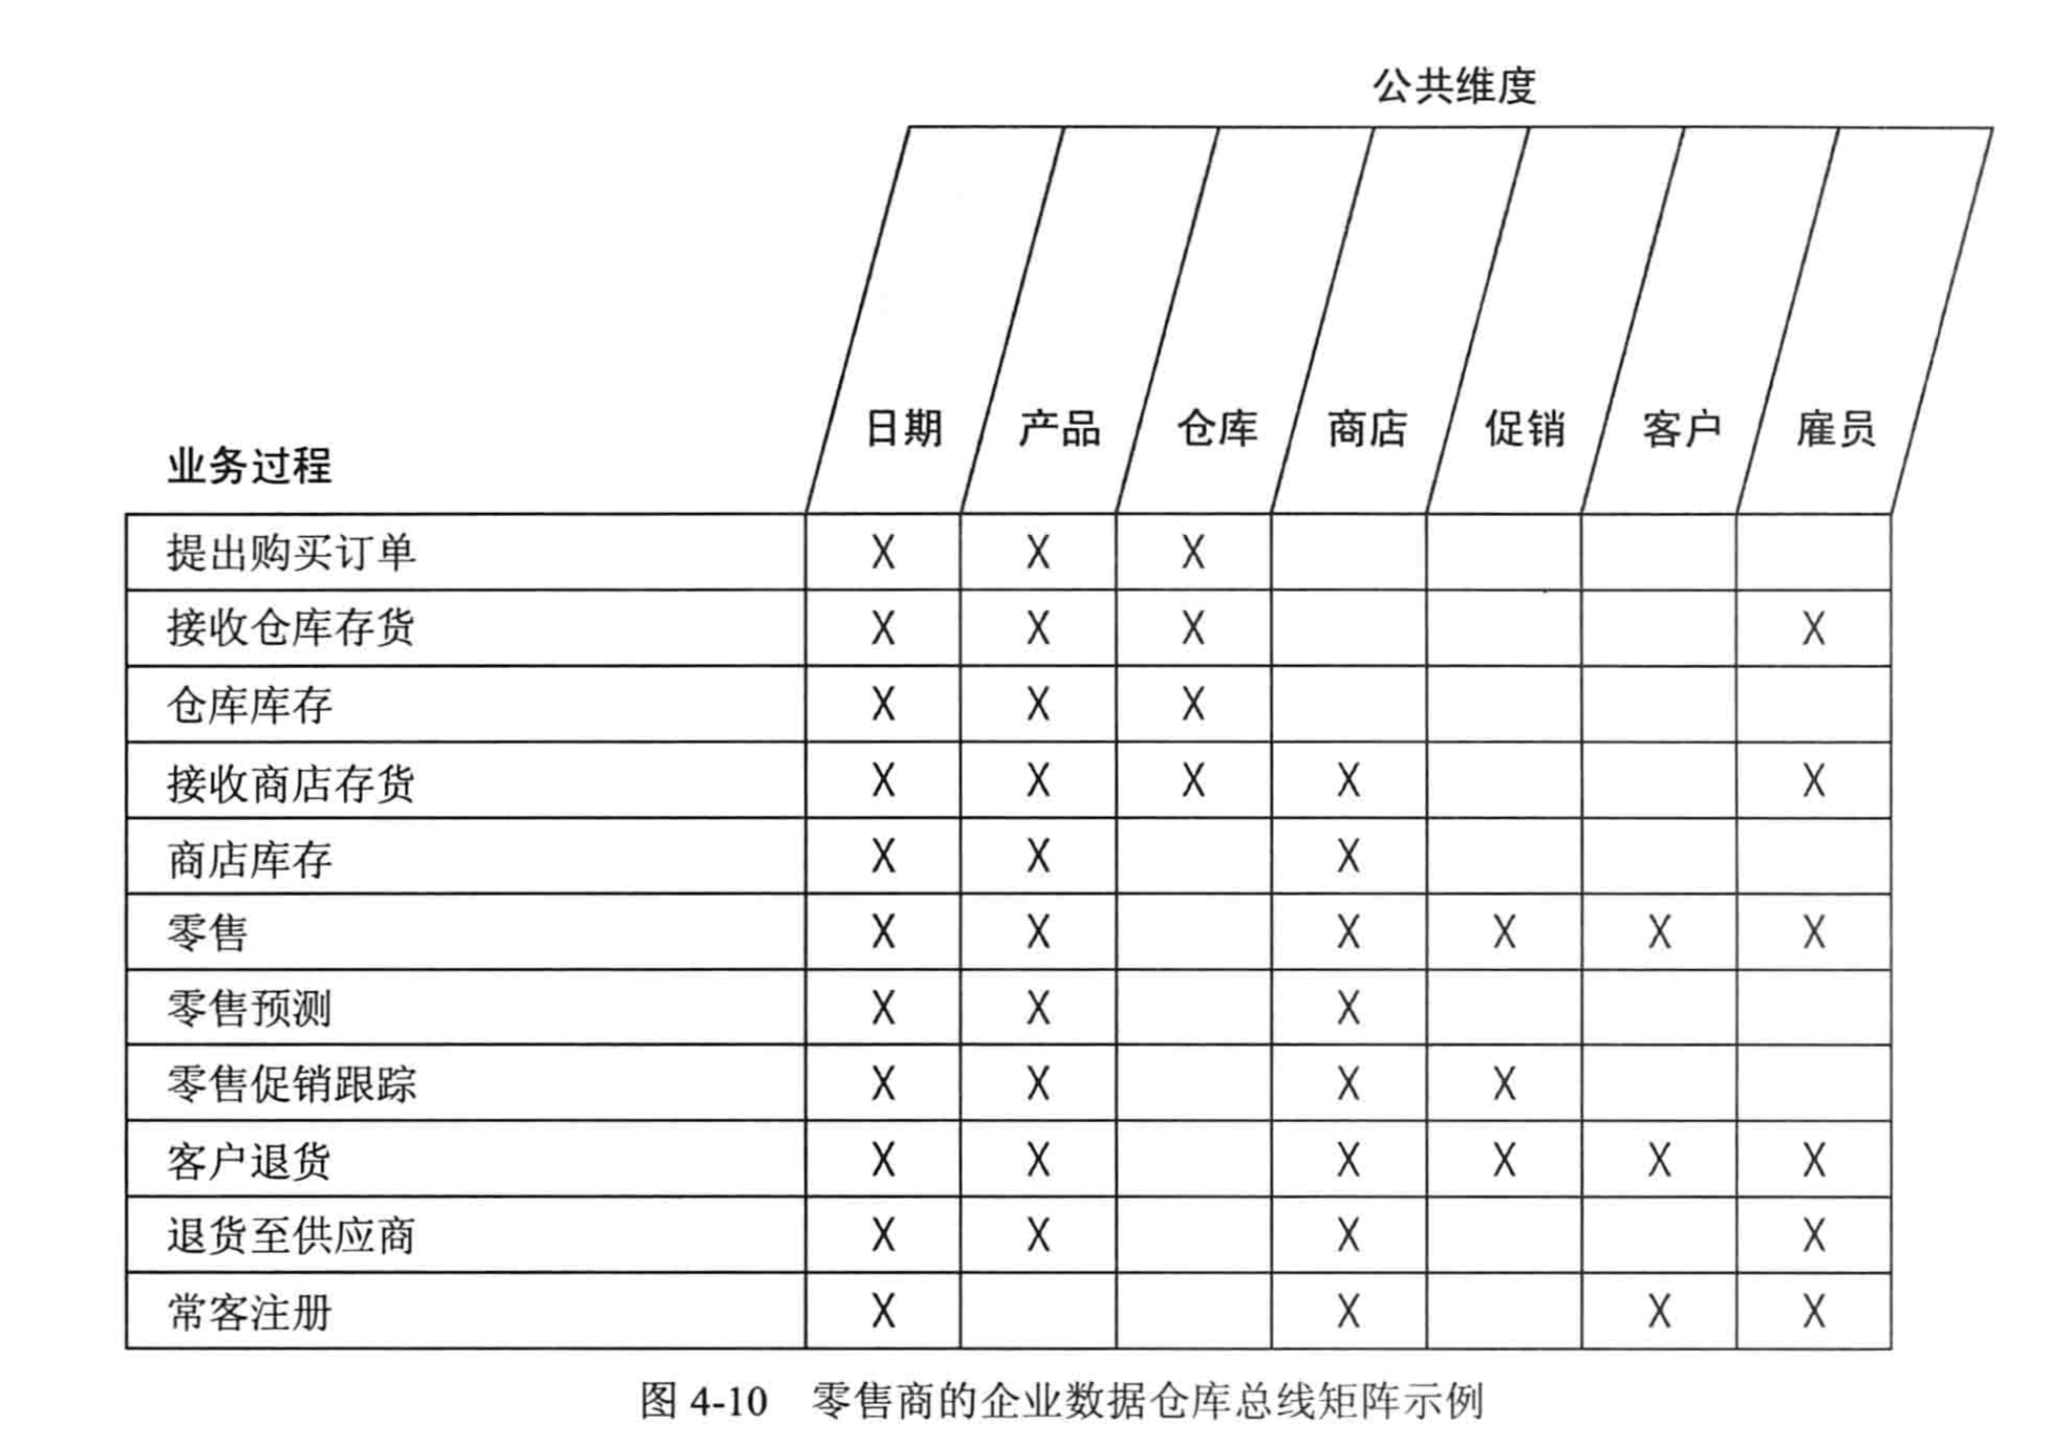 公共维度
业务过程 日期 产品 仓库 商店 促销 客户 雇员
提出购买订单 X X X
接收仓库存货 X X X X
仓库库存 X X X
接收商店存货 X X X X X
商店库存 X X X
零售 X X X X X X
零售预测 X X X
零售促销跟踪 X X X X
客户退货 X X X X X X
退货至供应商 X X X X
常客注册 X X X X
图 4-10 零售商的企业数据仓库总线矩阵示例